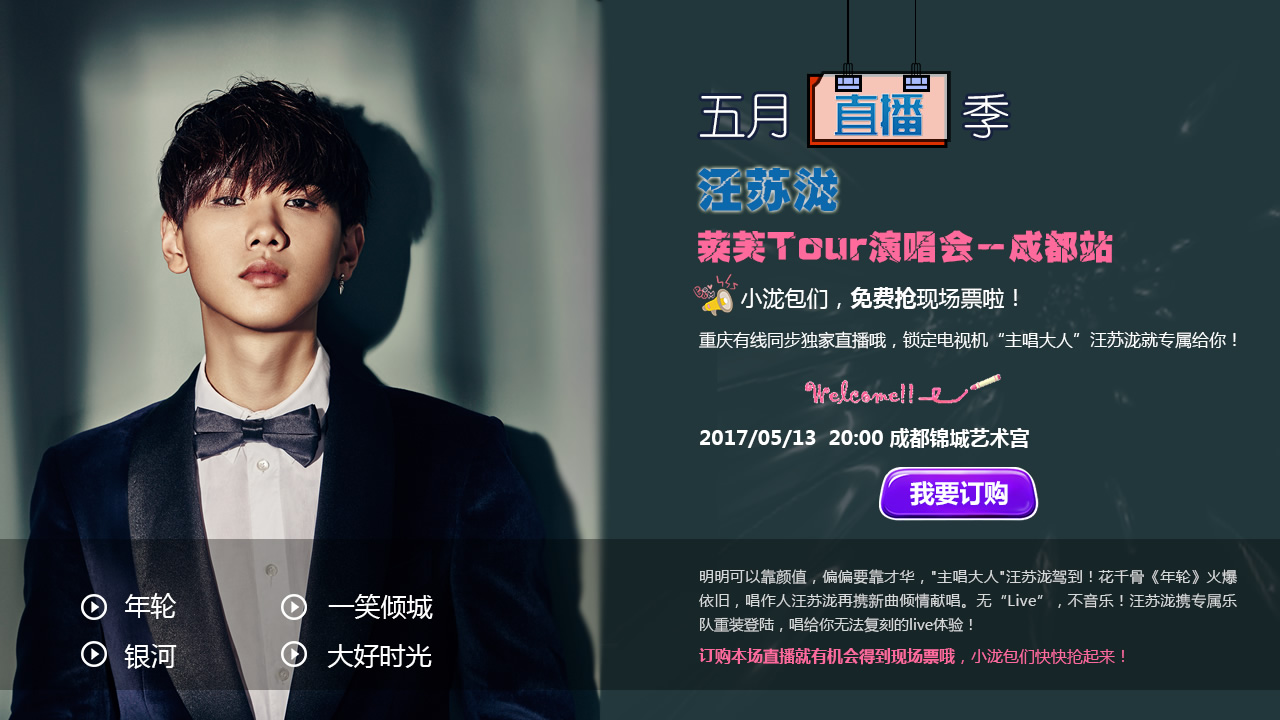 五月直播季
汪苏泷
莱芙Tour演唱会-成都站
小泷包们，免费抢现场票啦！
重庆有线同步独家直播哦，锁定电视机“主唱大人”汪苏泷就专属给你！
Welcome!!
2017/05/13 20:00 成都锦城艺术宫
我要订购
明明可以靠颜值，偏偏要靠才华，"主唱大人"汪苏泷驾到！花千骨《年轮》火爆
依旧，唱作人汪苏泷再携新曲倾情献唱。无“Live”，不音乐！汪苏泷携专属乐
队重装登陆，唱给你无法复刻的live体验！
订购本场直播就有机会得到现场票哦，小泷包们快快抢起来！
年轮 一笑倾城
银河 大好时光